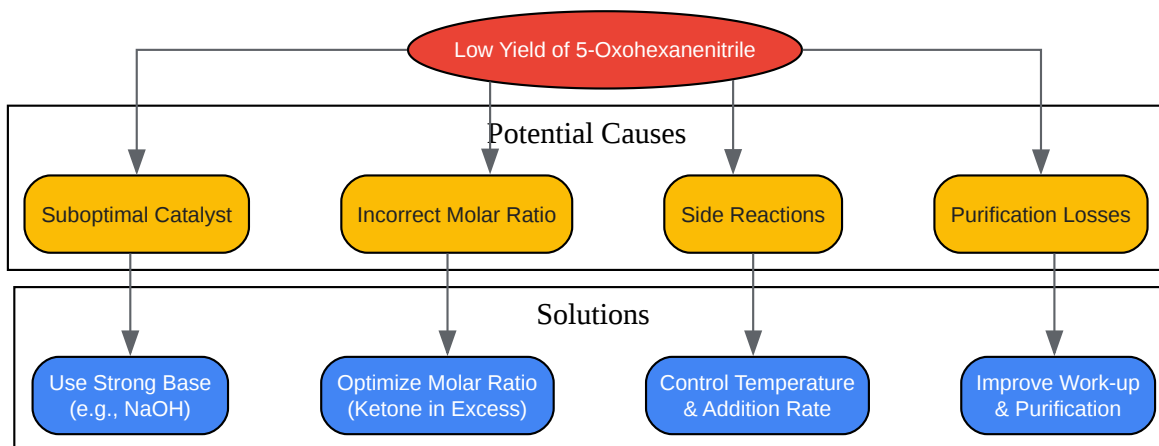 Low Yield of 5-Oxohexanenitrile
Potential Causes
Suboptimal Catalyst
Incorrect Molar Ratio
Side Reactions
Purification Losses
Solutions
Use Strong Base
(e.g., NaOH)
Optimize Molar Ratio
(Ketone in Excess)
Control Temperature
& Addition Rate
Improve Work-up
& Purification